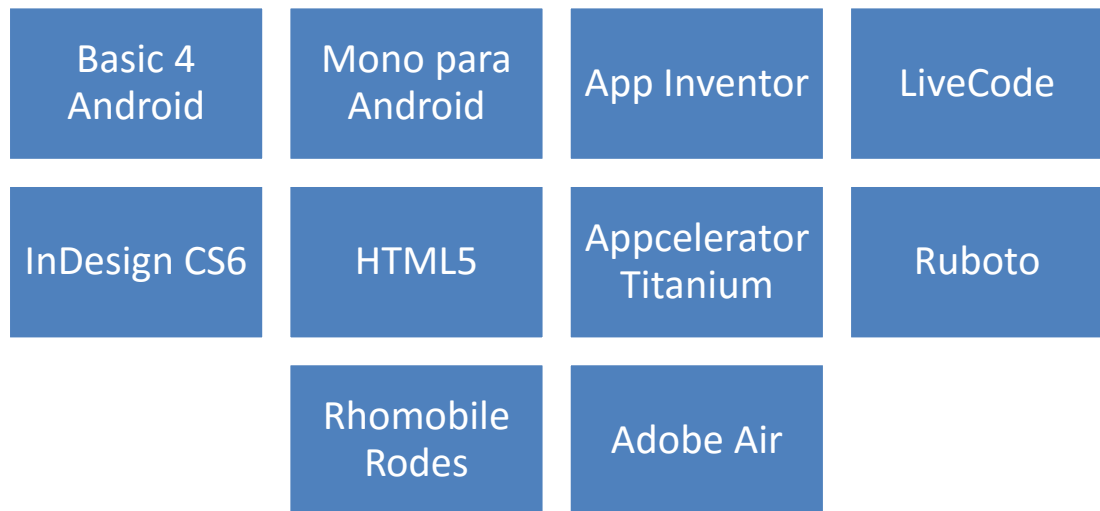 Basic 4
Android
Mono para
Android
App Inventor
LiveCode
InDesign CS6
HTML5
Appcelerator
Titanium
Ruboto
Rhomobile
Rodes
Adobe Air